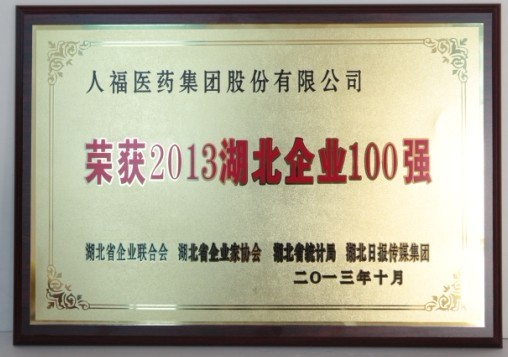 人福医药集团股份有限公司
荣获2013湖北企业100强
湖北省企业联合会 湖北省企业家协会 湖北省统计局 湖北日报传媒集团
二〇一三年十月